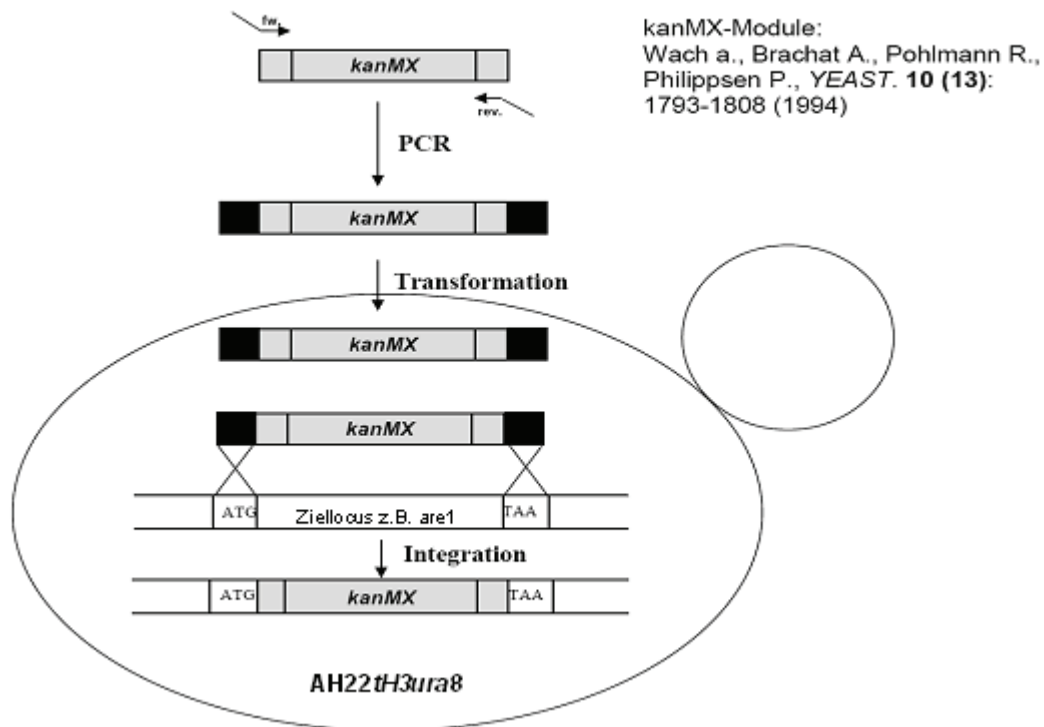 fw.
kanMX
rev.
kanMX-Module:
Wach a., Brachat A., Pohlmann R.,
Philippsen P., YEAST. 10 (13):
1793-1808 (1994)
PCR
kanMX
Transformation
kanMX
kanMX
ATG Ziellocus z.B. are1 TAA
Integration
ATG kanMX TAA
AH22tH3ura8